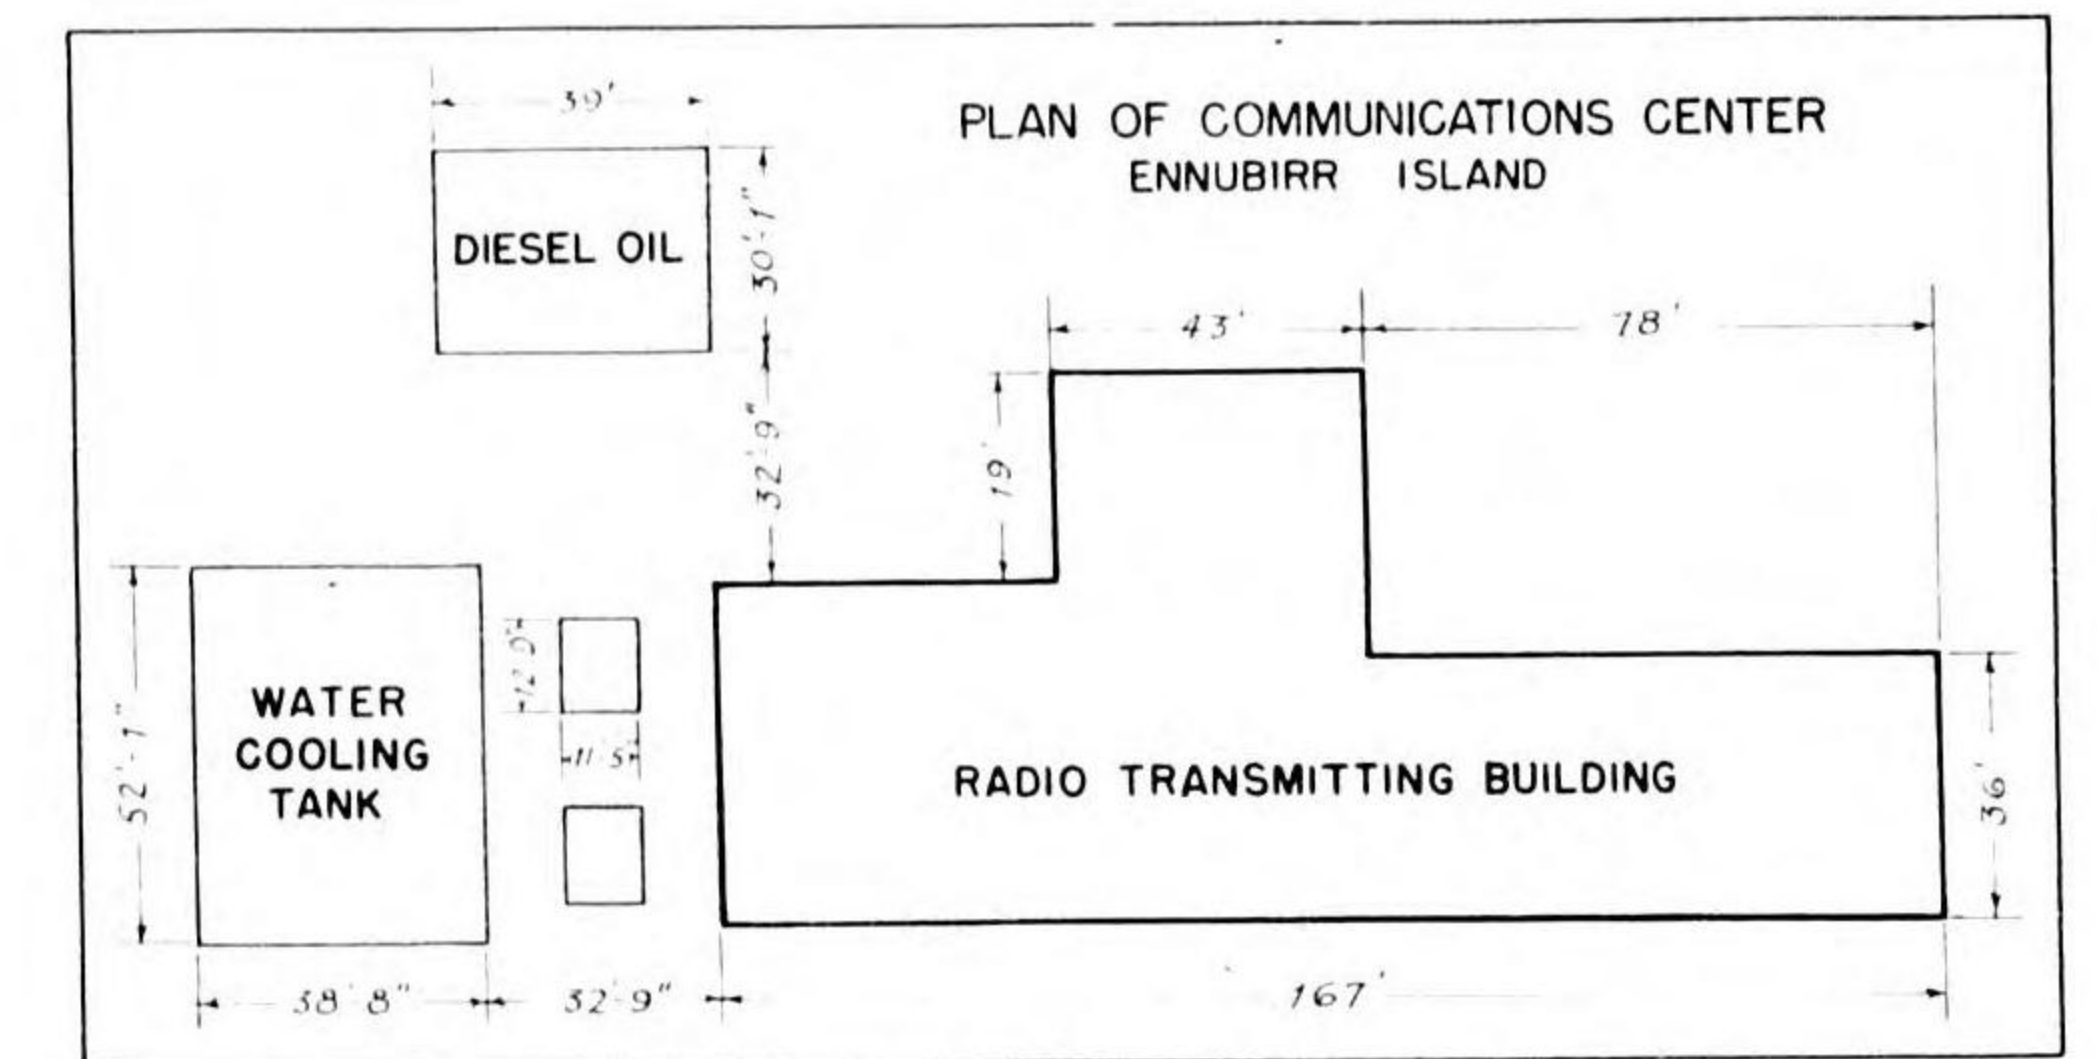 PLAN OF COMMUNICATIONS CENTER
ENNUBIRR ISLAND
39'
DIESEL OIL
30'-1"
43'
78'
32'-9"
19'
12'-0"
WATER
COOLING
TANK
52'-1"
11'-5"
RADIO TRANSMITTING BUILDING
36'
38'-8"
32'-9"
167'